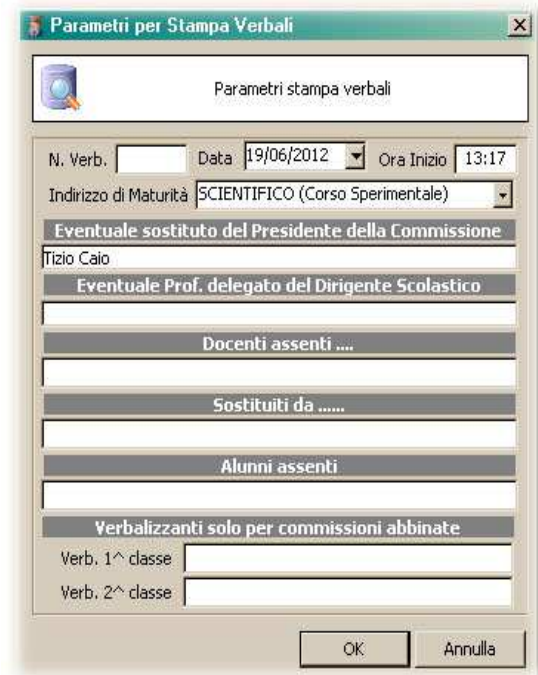 Parametri per Stampa Verbali
Parametri stampa verbali
N. Verb. Data 19/06/2012 Ora Inizio 13:17
Indirizzo di Maturità SCIENTIFICO (Corso Sperimentale)
Eventuale sostituto del Presidente della Commissione
Tizio Caio
Eventuale Prof. delegato del Dirigente Scolastico
Docenti assenti ....
Sostituiti da ......
Alunni assenti
Verbalizzanti solo per commissioni abbinate
Verb. 1^ classe
Verb. 2^ classe
OK Annulla